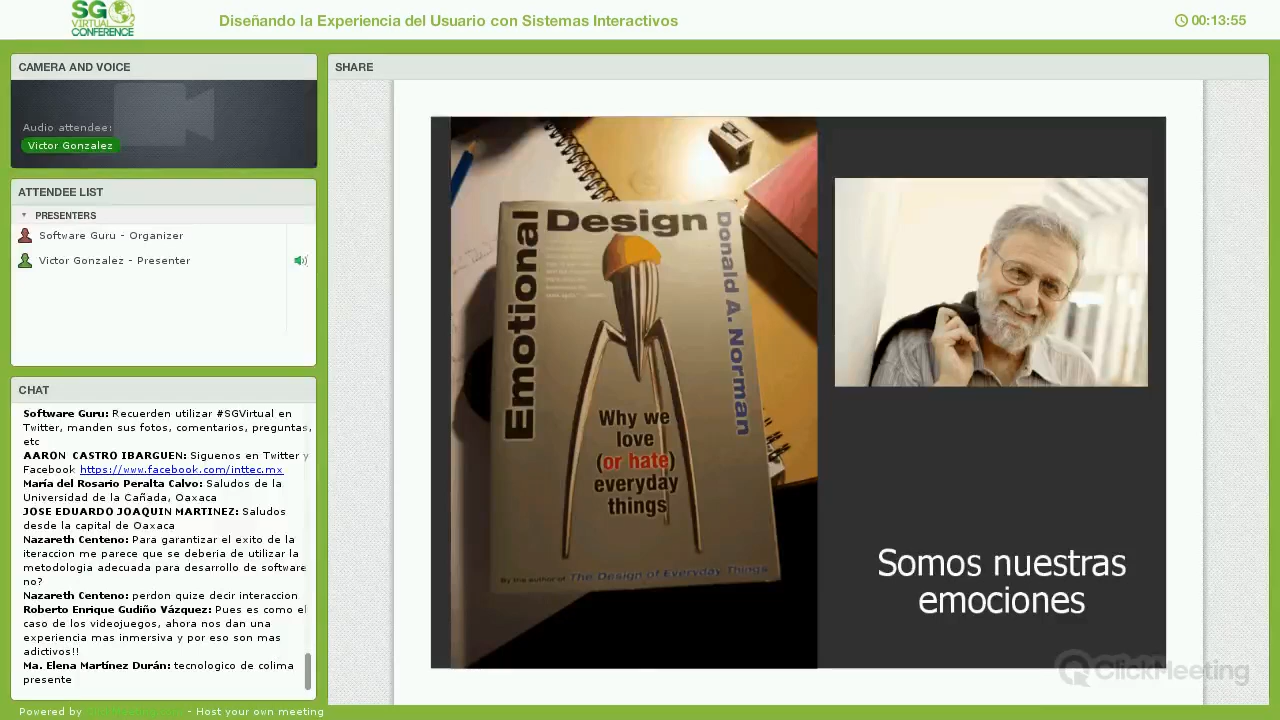 SG
VIRTUAL
CONFERENCE
Diseñando la Experiencia del Usuario con Sistemas Interactivos
00:13:55
CAMERA AND VOICE
Audio attendee:
Victor Gonzalez
ATTENDEE LIST
PRESENTERS
Software Guru - Organizer
Victor Gonzalez - Presenter
CHAT
Software Guru: Recuerden utilizar #SGVirtual en
Twitter, manden sus fotos, comentarios, preguntas,
etc
AARON CASTRO IBARGUEN: Siguenos en Twitter y
Facebook https://www.facebook.com/inttec.mx
María del Rosario Peralta Calvo: Saludos de la
Universidad de la Cañada, Oaxaca
JOSE EDUARDO JOAQUIN MARTINEZ: Saludos
desde la capital de Oaxaca
Nazareth Centeno: Para garantizar el exito de la
iteraccion me parece que se deberia de utilizar la
metodologia adecuada para desarrollo de software
no?
Nazareth Centeno: perdon quize decir interaccion
Roberto Enrique Gudiño Vázquez: Pues es como el
caso de los videojuegos, ahora nos dan una
experiencia mas inmersiva y por eso son mas
adictivos!!
Ma. Elena Martínez Durán: tecnologico de colima
presente
Powered by
- Host your own meeting
SHARE
Emotional
Design
Donald A. Norman
Why we
love
(or hate)
everyday
things
By the author of The Design of Everyday Things
Somos nuestras
emociones
ClickMeeting